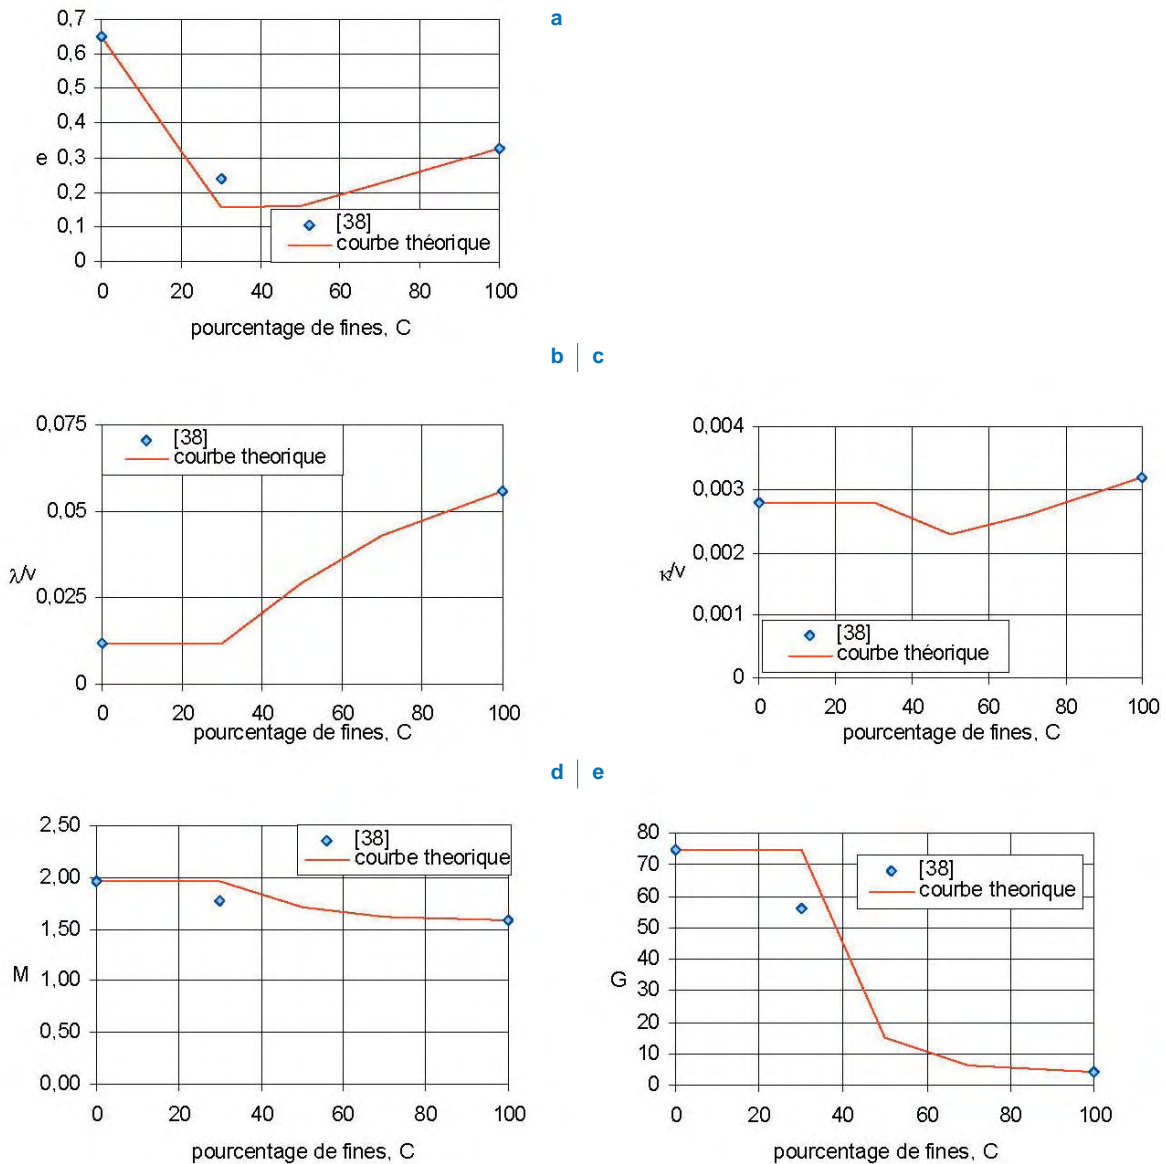 a
0,7
0,6
0,5
0,4
0,3
0,2
0,1
0
e
[38]
courbe théorique
0 20 40 60 80 100
pourcentage de fines, C
b | c
0,075
0,05
0,025
0
λ/v
[38]
courbe theorique
0 20 40 60 80 100
pourcentage de fines, C
0,004
0,003
0,002
0,001
0
κ/v
[38]
courbe théorique
0 20 40 60 80 100
pourcentage de fines, C
d | e
2,50
2,00
1,50
1,00
0,50
0,00
M
[38]
courbe theorique
0 20 40 60 80 100
pourcentage de fines, C
80
70
60
50
40
30
20
10
0
G
[38]
courbe theorique
0 20 40 60 80 100
pourcentage de fines, C